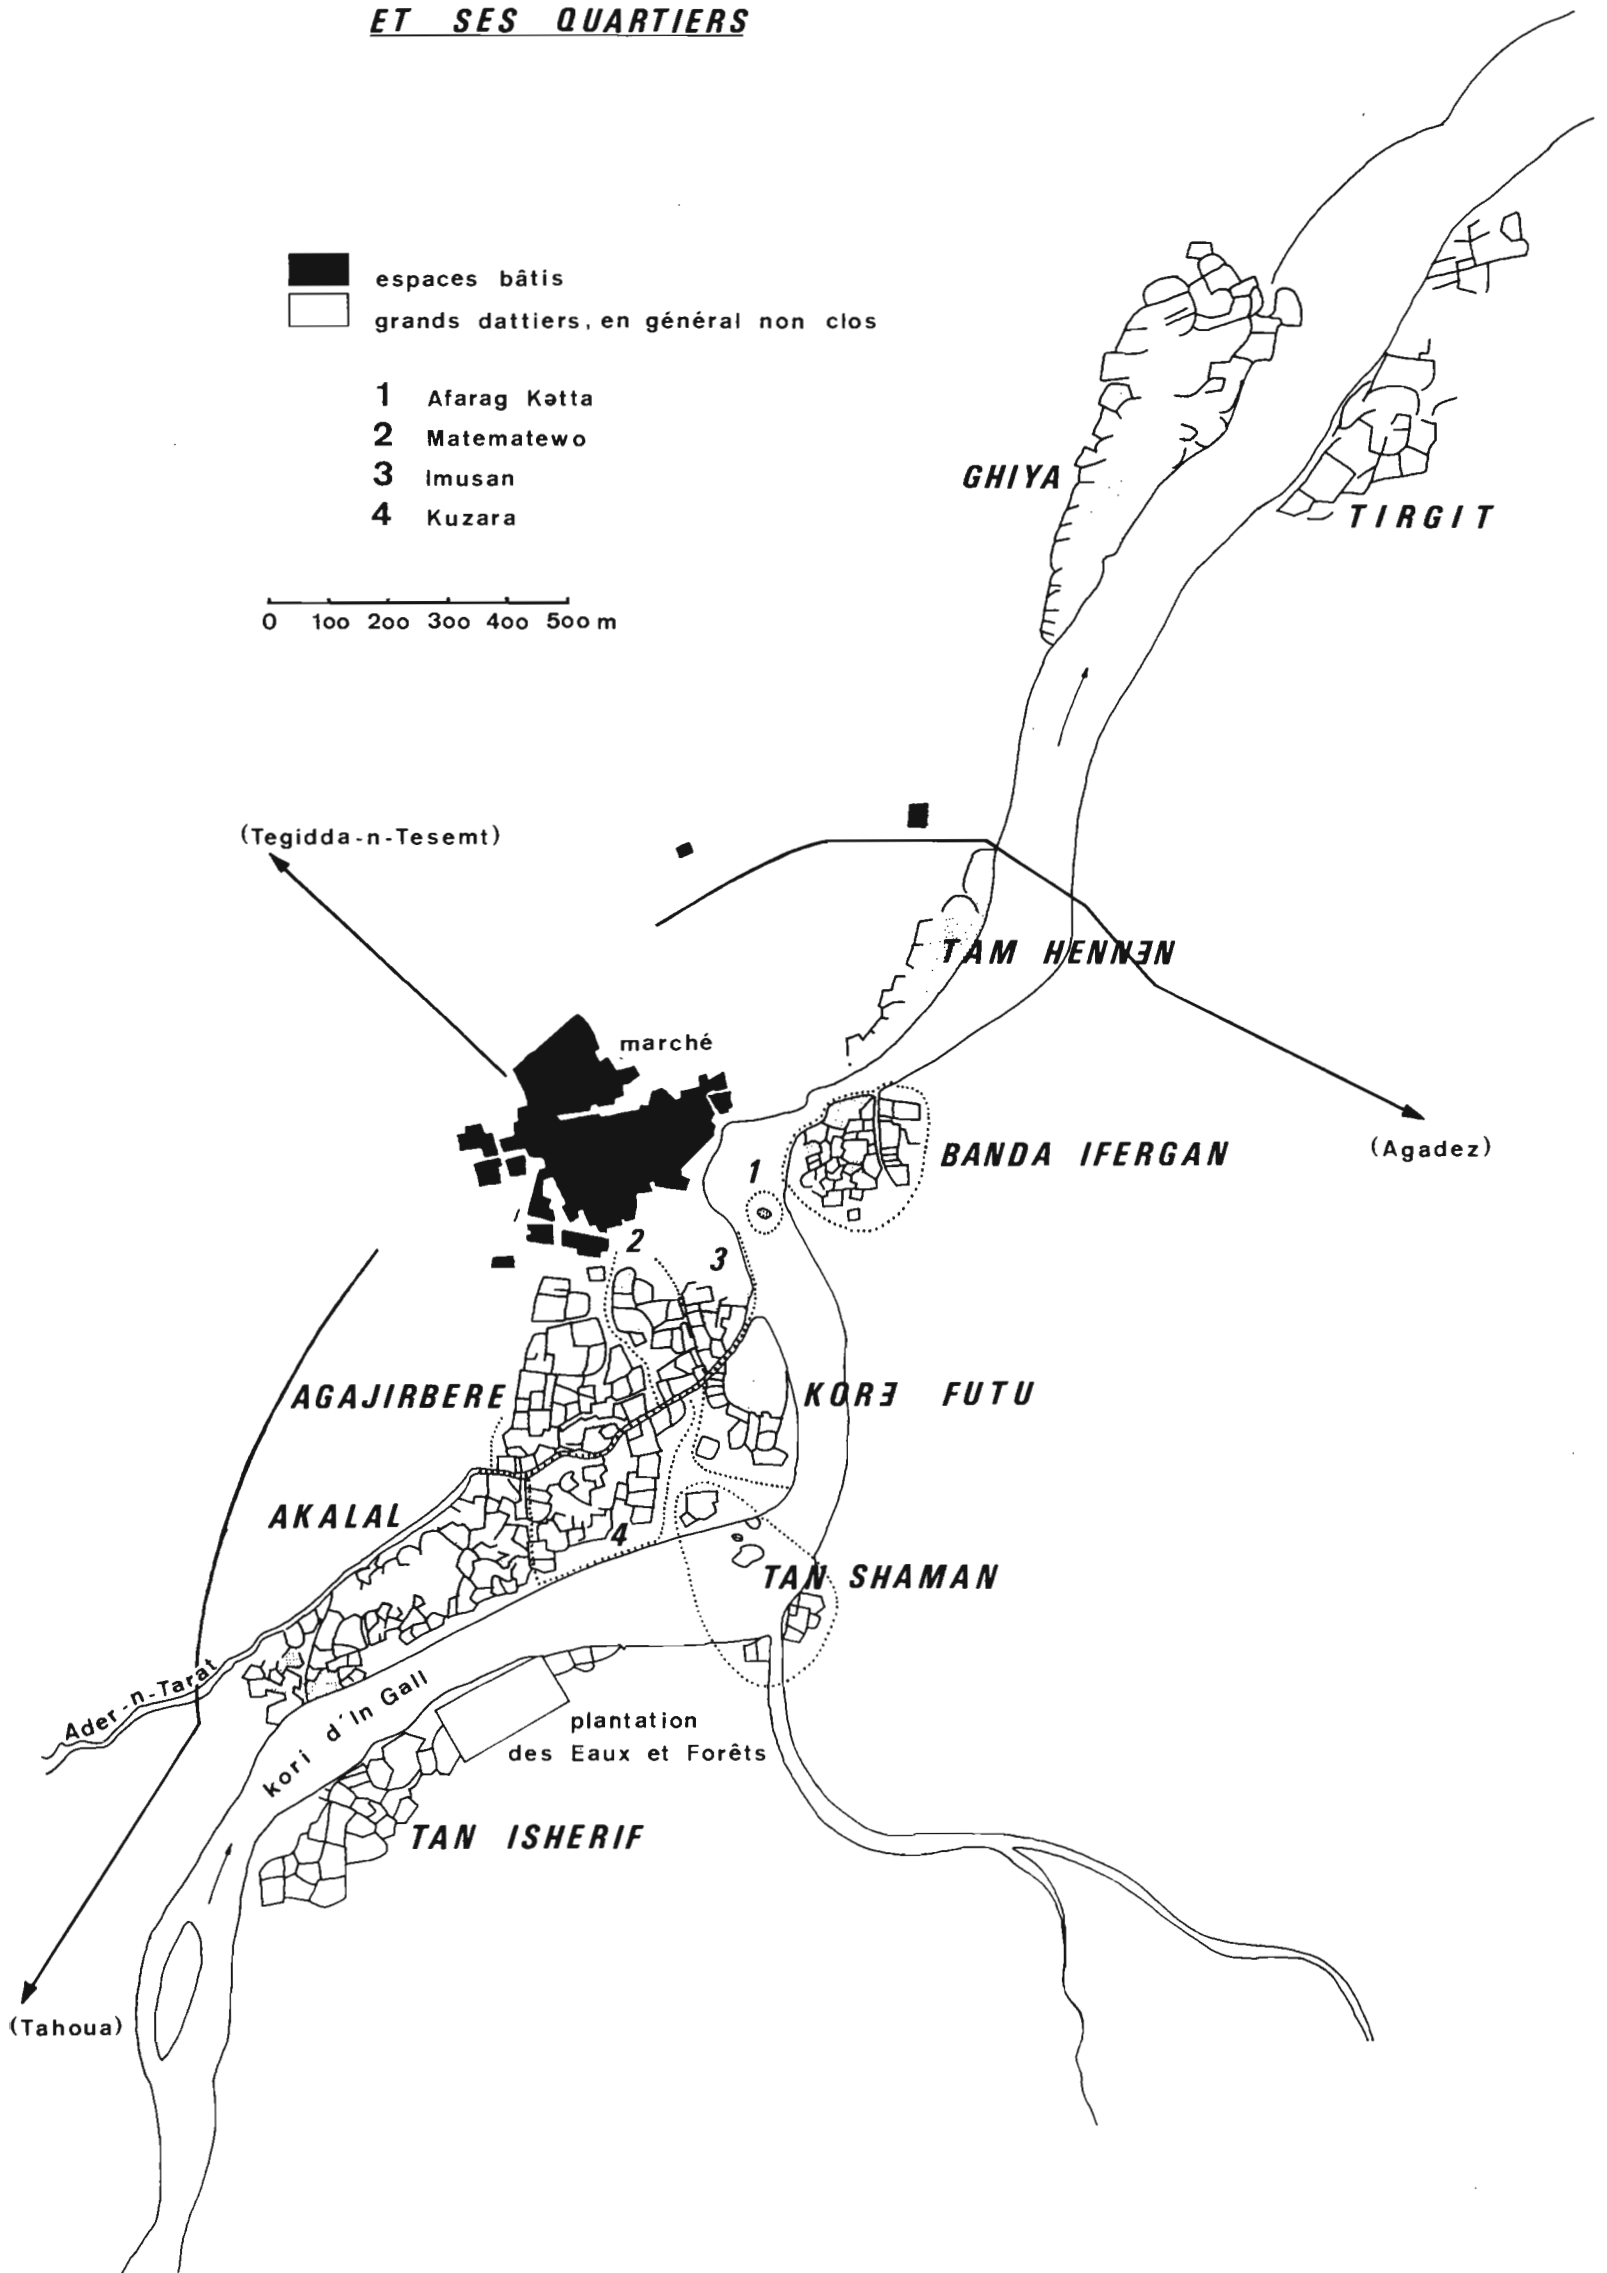 ET SES QUARTIERS
espaces bâtis
grands dattiers, en général non clos
1 Afarag Kətta
2 Matematewo
3 Imusan
4 Kuzara
0 100 200 300 400 500 m
GHIYA
TIRGIT
(Tegidda-n-Tesemt)
TAM HENNƎN
marché
BANDA IFERGAN
(Agadez)
1
2
3
AGAJIRBERE
KORƎ FUTU
AKALAL
4
TAN SHAMAN
Ader-n-Tarat
kori d'In Gall
plantation
des Eaux et Forêts
TAN ISHERIF
(Tahoua)